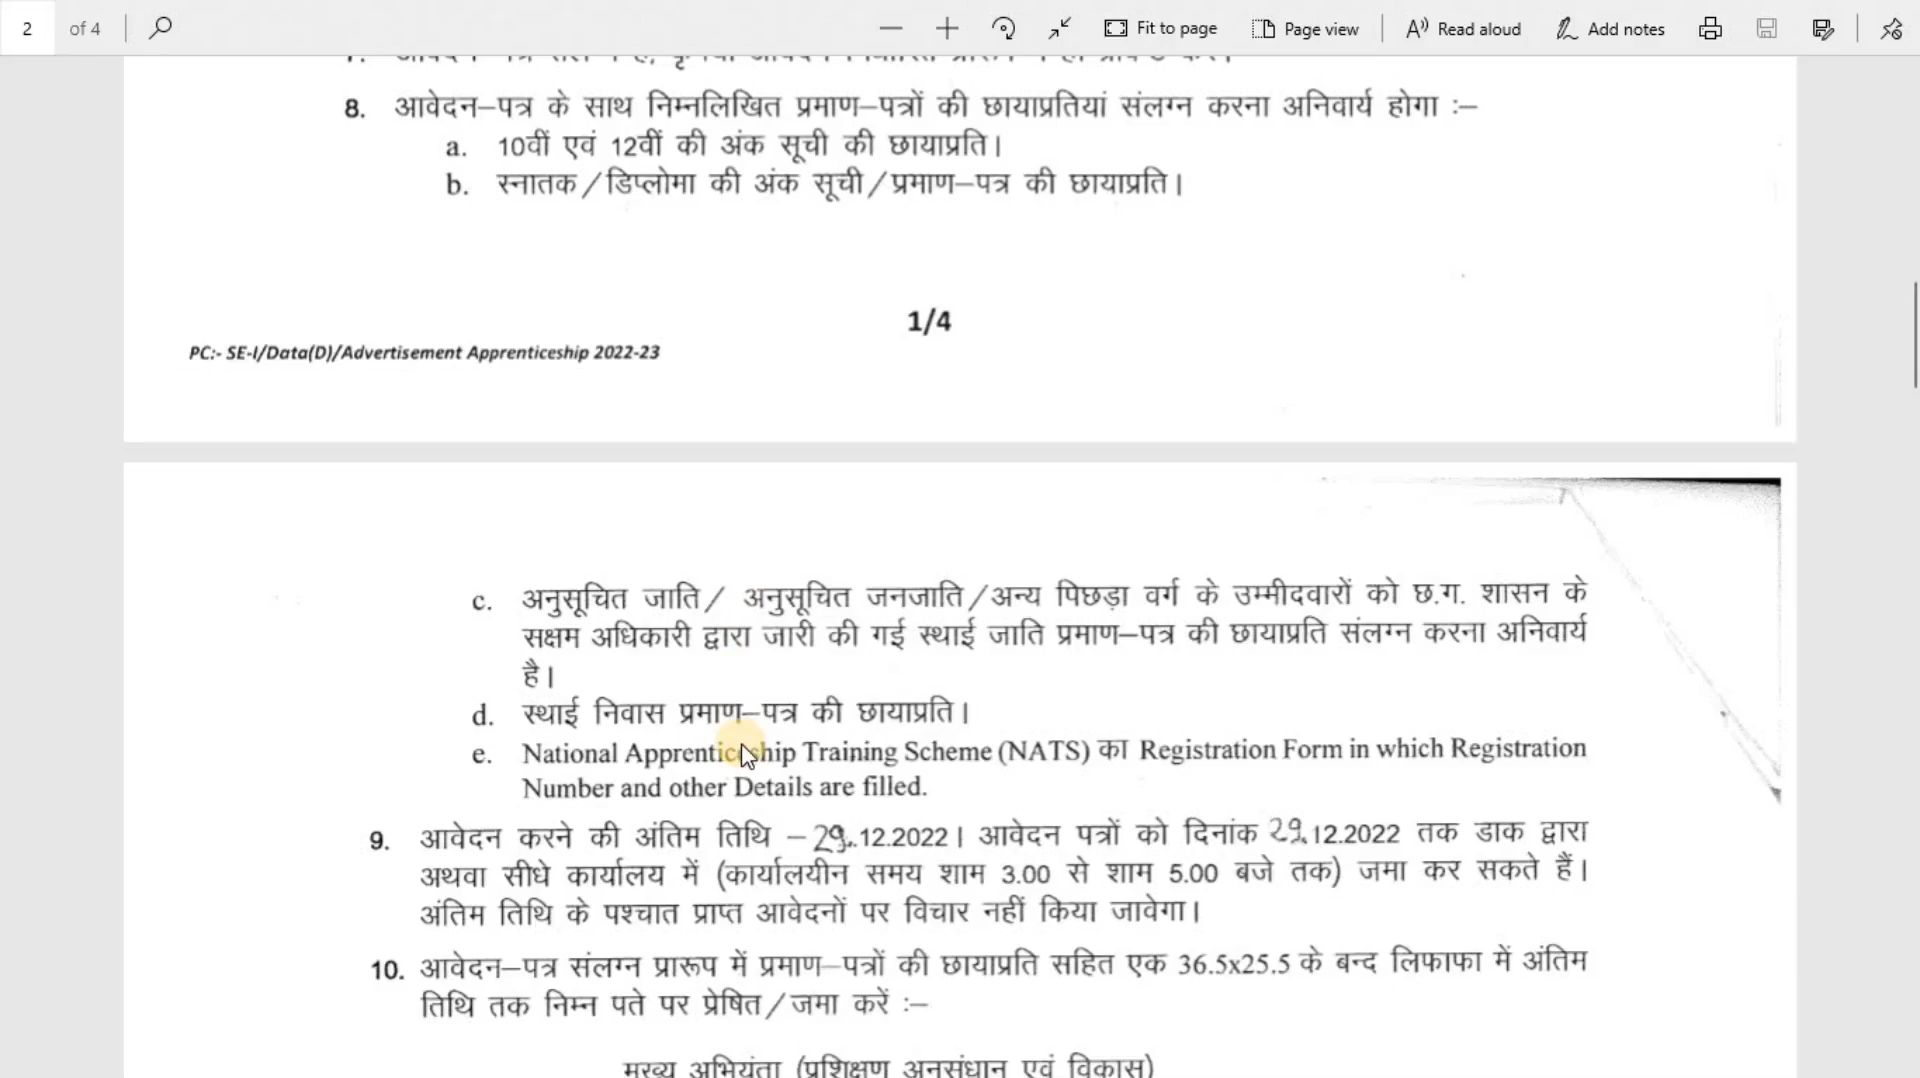 2 of 4 Fit to page Page view Read aloud Add notes
8. आवेदन–पत्र के साथ निम्नलिखित प्रमाण–पत्रों की छायाप्रतियां संलग्न करना अनिवार्य होगा :–
a. 10वीं एवं 12वीं की अंक सूची की छायाप्रति।
b. स्नातक/डिप्लोमा की अंक सूची/प्रमाण–पत्र की छायाप्रति।
1/4
PC:- SE-I/Data(D)/Advertisement Apprenticeship 2022-23
c. अनुसूचित जाति/ अनुसूचित जनजाति/अन्य पिछड़ा वर्ग के उम्मीदवारों को छ.ग. शासन के
सक्षम अधिकारी द्वारा जारी की गई स्थाई जाति प्रमाण–पत्र की छायाप्रति संलग्न करना अनिवार्य
है।
d. स्थाई निवास प्रमाण–पत्र की छायाप्रति।
e. National Apprenticeship Training Scheme (NATS) का Registration Form in which Registration
Number and other Details are filled.
9. आवेदन करने की अंतिम तिथि – 29.12.2022। आवेदन पत्रों को दिनांक 29.12.2022 तक डाक द्वारा
अथवा सीधे कार्यालय में (कार्यालयीन समय शाम 3.00 से शाम 5.00 बजे तक) जमा कर सकते हैं।
अंतिम तिथि के पश्चात प्राप्त आवेदनों पर विचार नहीं किया जावेगा।
10. आवेदन–पत्र संलग्न प्रारूप में प्रमाण–पत्रों की छायाप्रति सहित एक 36.5x25.5 के बन्द लिफाफा में अंतिम
तिथि तक निम्न पते पर प्रेषित/जमा करें :–
मुख्य अभियंता (प्रशिक्षण अनुसंधान एवं विकास)